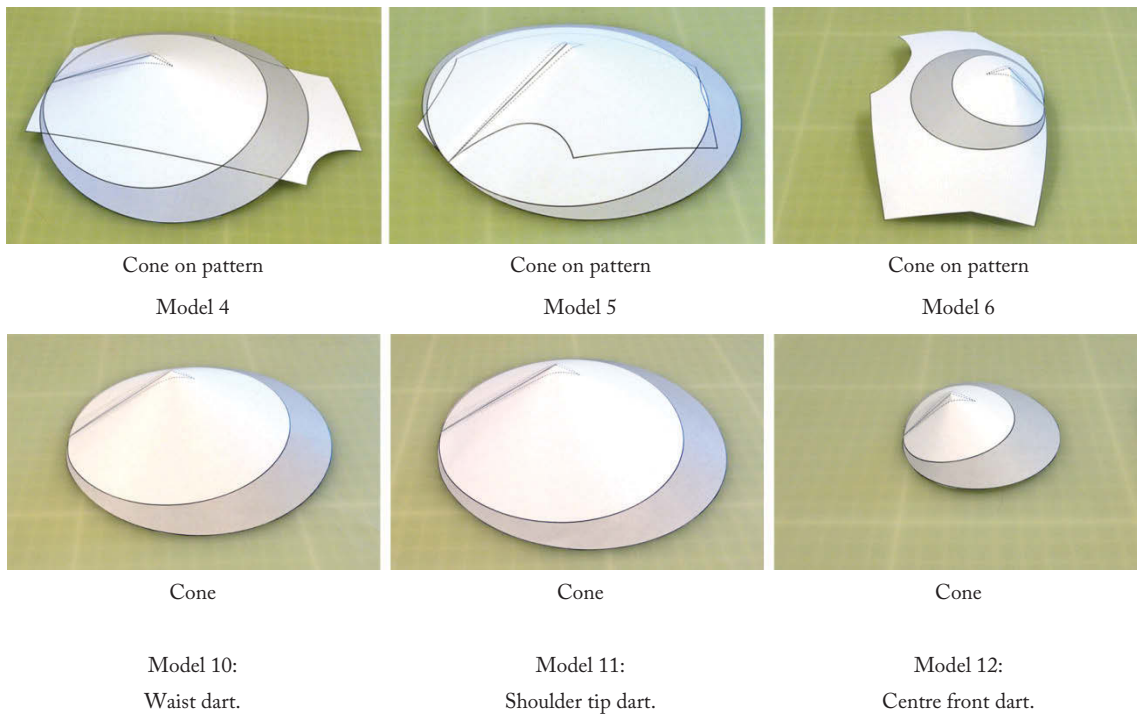 Cone on pattern
Cone on pattern
Cone on pattern
Model 4
Model 5
Model 6
Cone
Cone
Cone
Model 10:
Model 11:
Model 12:
Waist dart.
Shoulder tip dart.
Centre front dart.